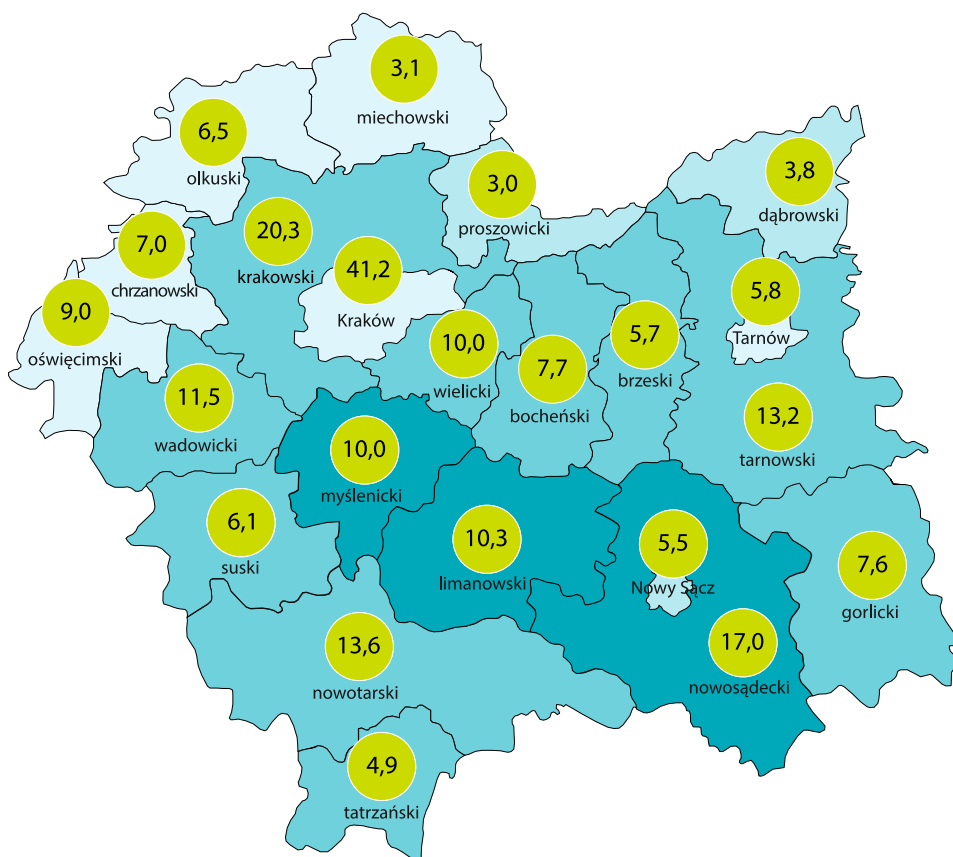 3,1
miechowski
6,5
olkuski
3,0
proszowicki
3,8
dąbrowski
20,3
krakowski
7,0
chrzanowski
41,2
Kraków
9,0
oświęcimski
5,8
Tarnów
10,0
wielicki
7,7
bocheński
5,7
brzeski
11,5
wadowicki
13,2
tarnowski
10,0
myślenicki
6,1
suski
10,3
limanowski
5,5
Nowy Sącz
7,6
gorlicki
13,6
nowotarski
17,0
nowosądecki
4,9
tatrzański